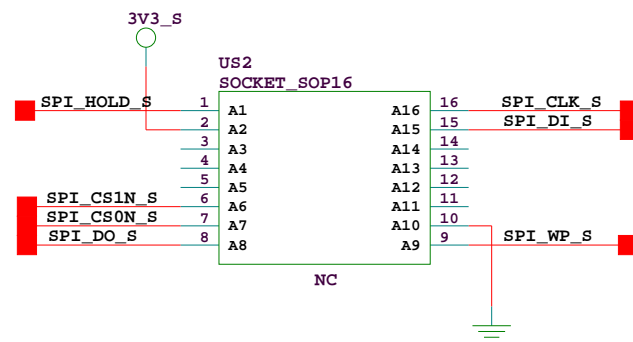 3V3_S
US2
SOCKET_SOP16
SPI_HOLD_S 1 A1 A16 16 SPI_CLK_S
2 A2 A15 15 SPI_DI_S
3 A3 A14 14
4 A4 A13 13
5 A5 A12 12
SPI_CS1N_S 6 A6 A11 11
SPI_CS0N_S 7 A7 A10 10
SPI_DO_S 8 A8 A9 9 SPI_WP_S
NC